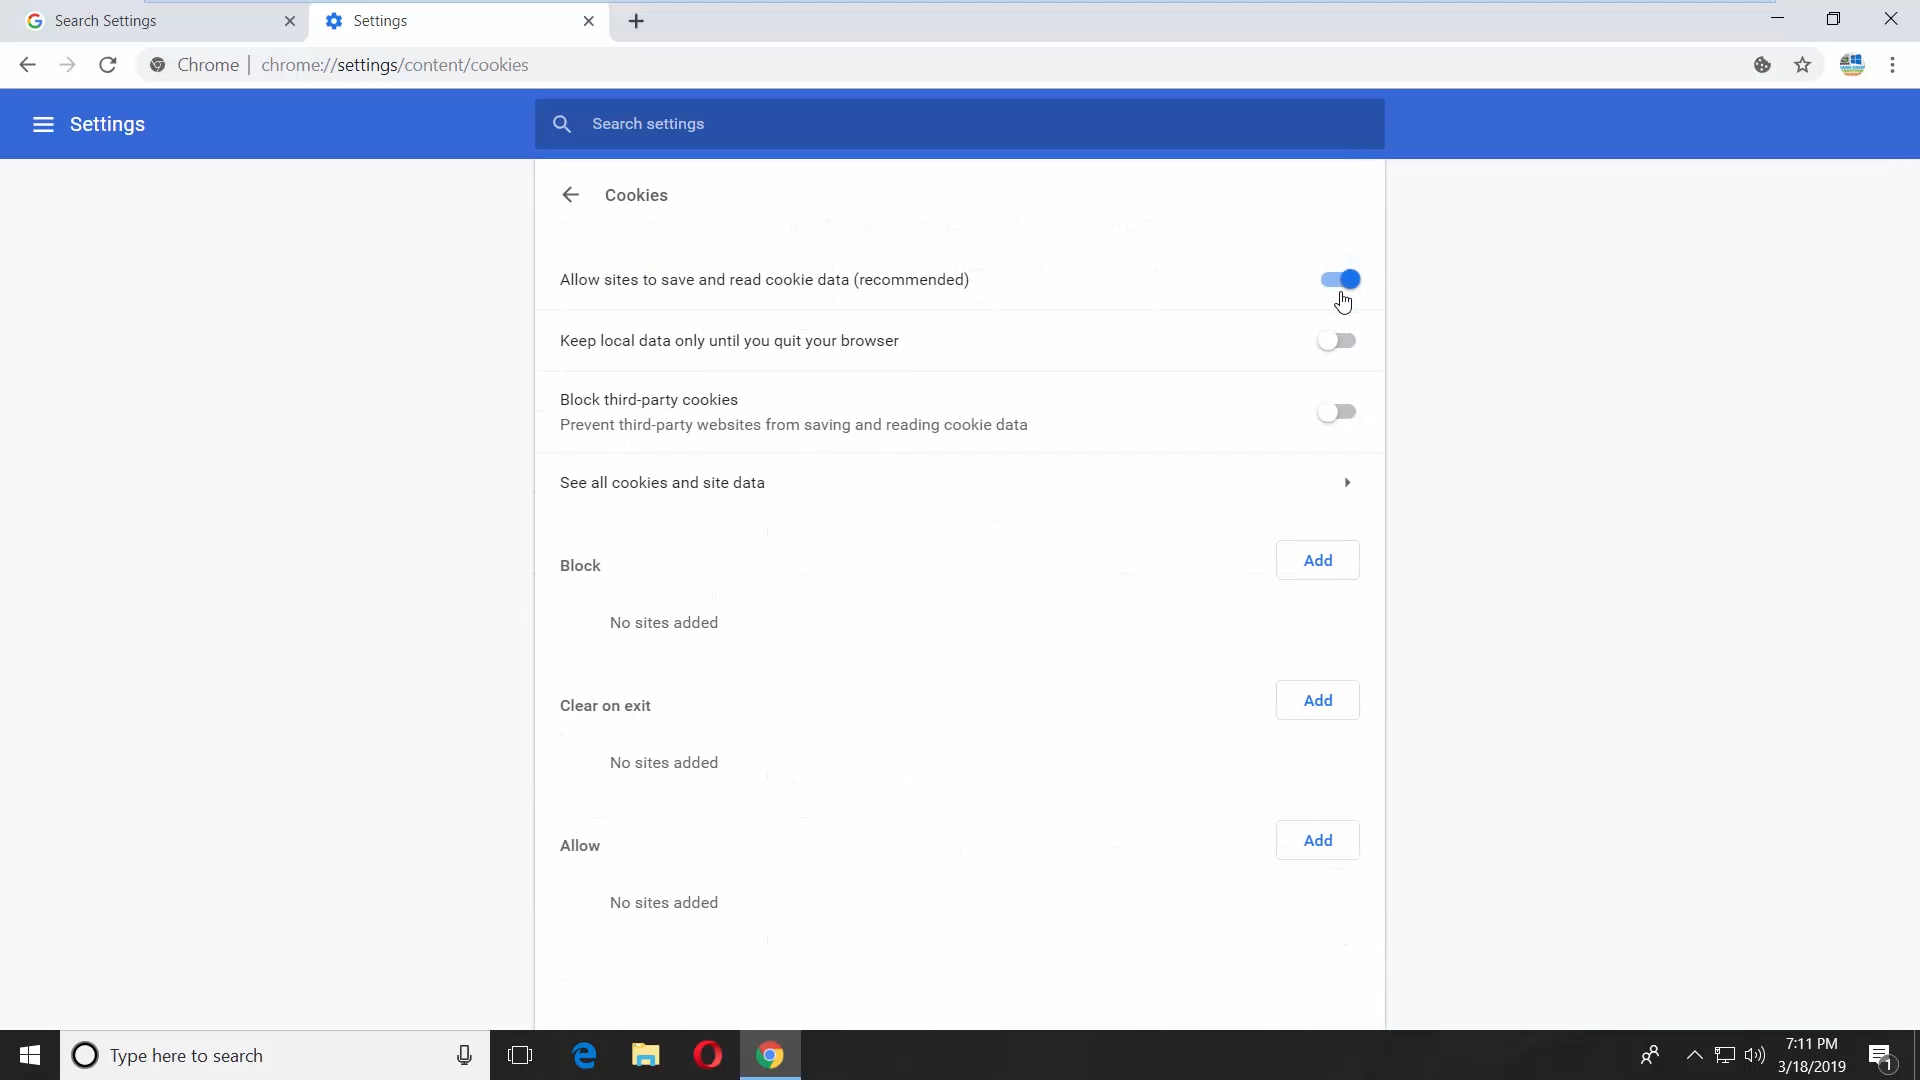 Search Settings
Settings
Chrome | chrome://settings/content/cookies
Settings
Search settings
Cookies
Allow sites to save and read cookie data (recommended)
Keep local data only until you quit your browser
Block third-party cookies
Prevent third-party websites from saving and reading cookie data
See all cookies and site data
Block
Add
No sites added
Clear on exit
Add
No sites added
Allow
Add
No sites added
Type here to search
7:11 PM
3/18/2019
1